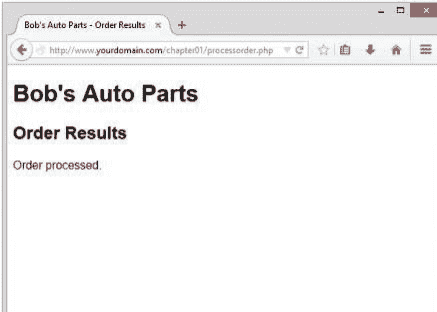 Bob's Auto Parts - Order Results
http://www.yourdomain.com/chapter01/processorder.php
Bob's Auto Parts
Order Results
Order processed.